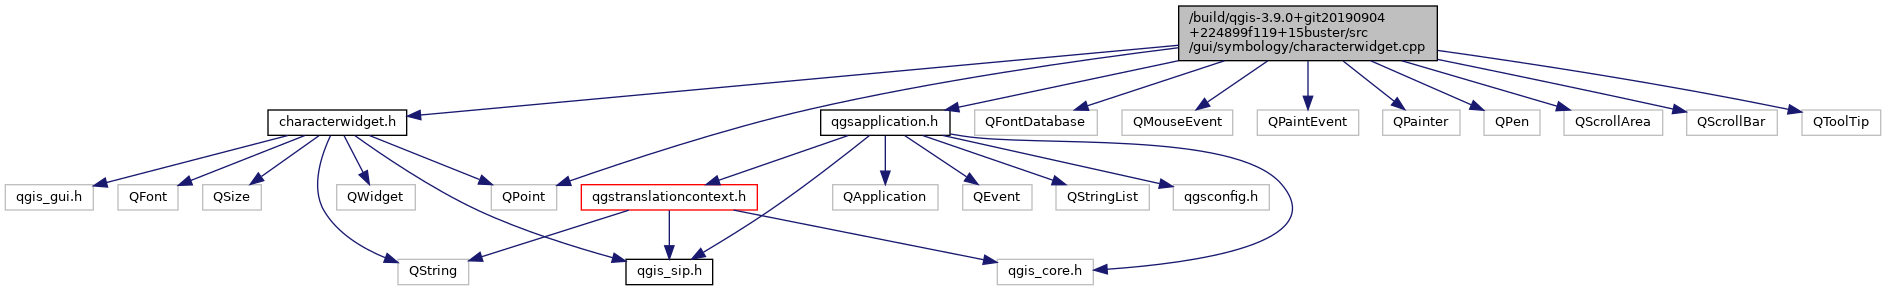 /build/qgis-3.9.0+git20190904
+224899f119+15buster/src
/gui/symbology/characterwidget.cpp
characterwidget.h
qgsapplication.h
QFontDatabase
QMouseEvent
QPaintEvent
QPainter
QPen
QScrollArea
QScrollBar
QToolTip
qgis_gui.h
QFont
QSize
QWidget
QPoint
qgstranslationcontext.h
QApplication
QEvent
QStringList
qgsconfig.h
QString
qgis_sip.h
qgis_core.h